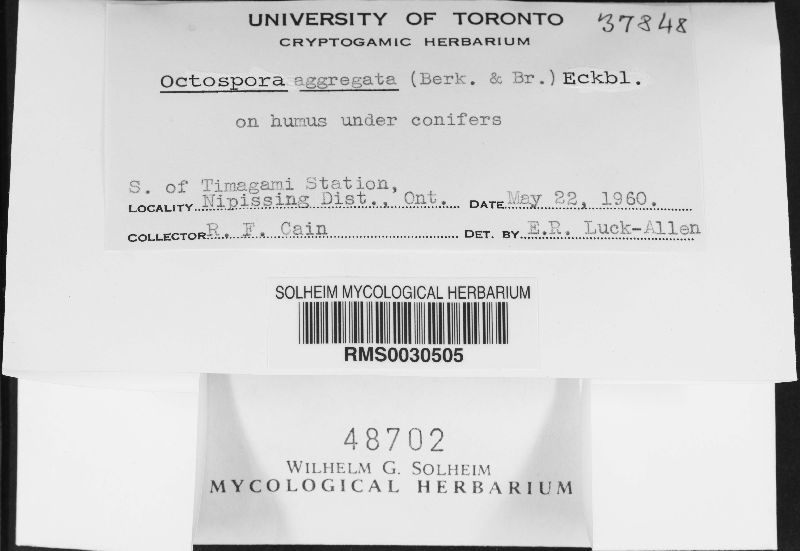 UNIVERSITY OF TORONTO 37848
CRYPTOGAMIC HERBARIUM
Octospora aggregata (Berk. & Br.) Eckbl.
on humus under conifers
S. of Timagami Station,
LOCALITY Nipissing Dist., Ont. DATE May 22, 1960.
COLLECTOR R. F. Cain DET. BY E.R. Luck-Allen
SOLHEIM MYCOLOGICAL HERBARIUM
RMS0030505
48702
WILHELM G. SOLHEIM
MYCOLOGICAL HERBARIUM